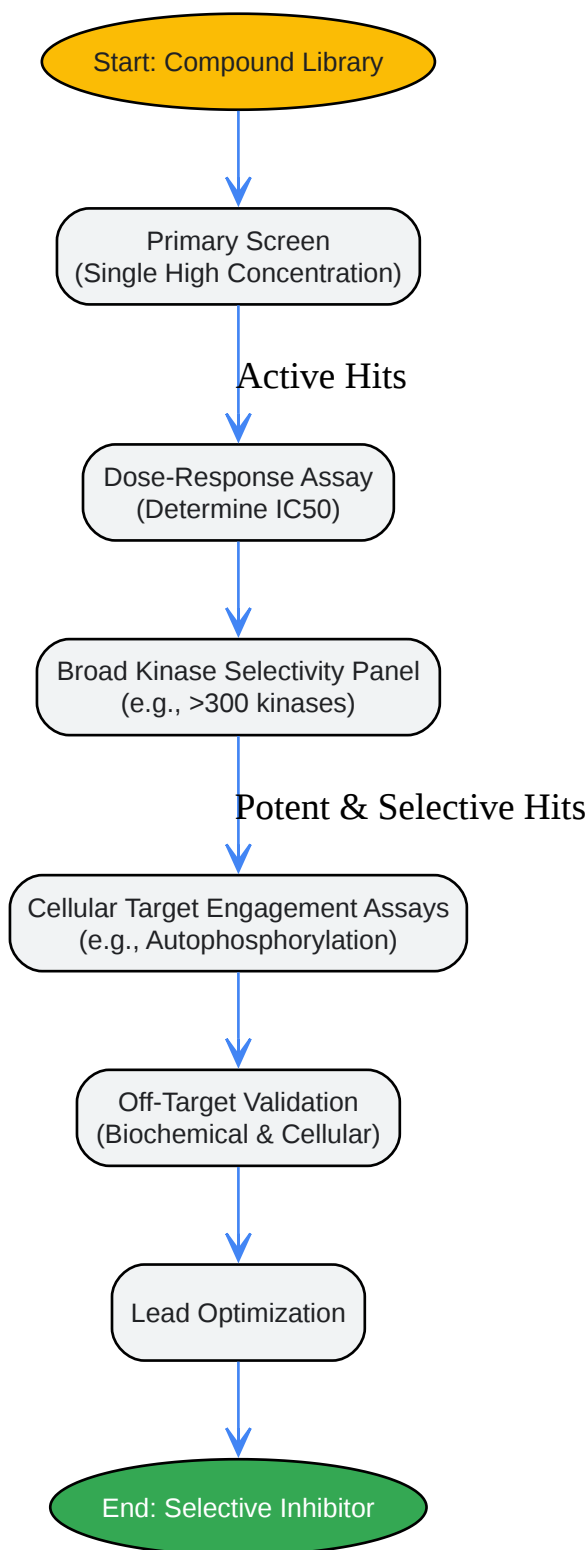 Start: Compound Library
Primary Screen
(Single High Concentration)
Active Hits
Dose-Response Assay
(Determine IC50)
Broad Kinase Selectivity Panel
(e.g., >300 kinases)
Potent & Selective Hits
Cellular Target Engagement Assays
(e.g., Autophosphorylation)
Off-Target Validation
(Biochemical & Cellular)
Lead Optimization
End: Selective Inhibitor